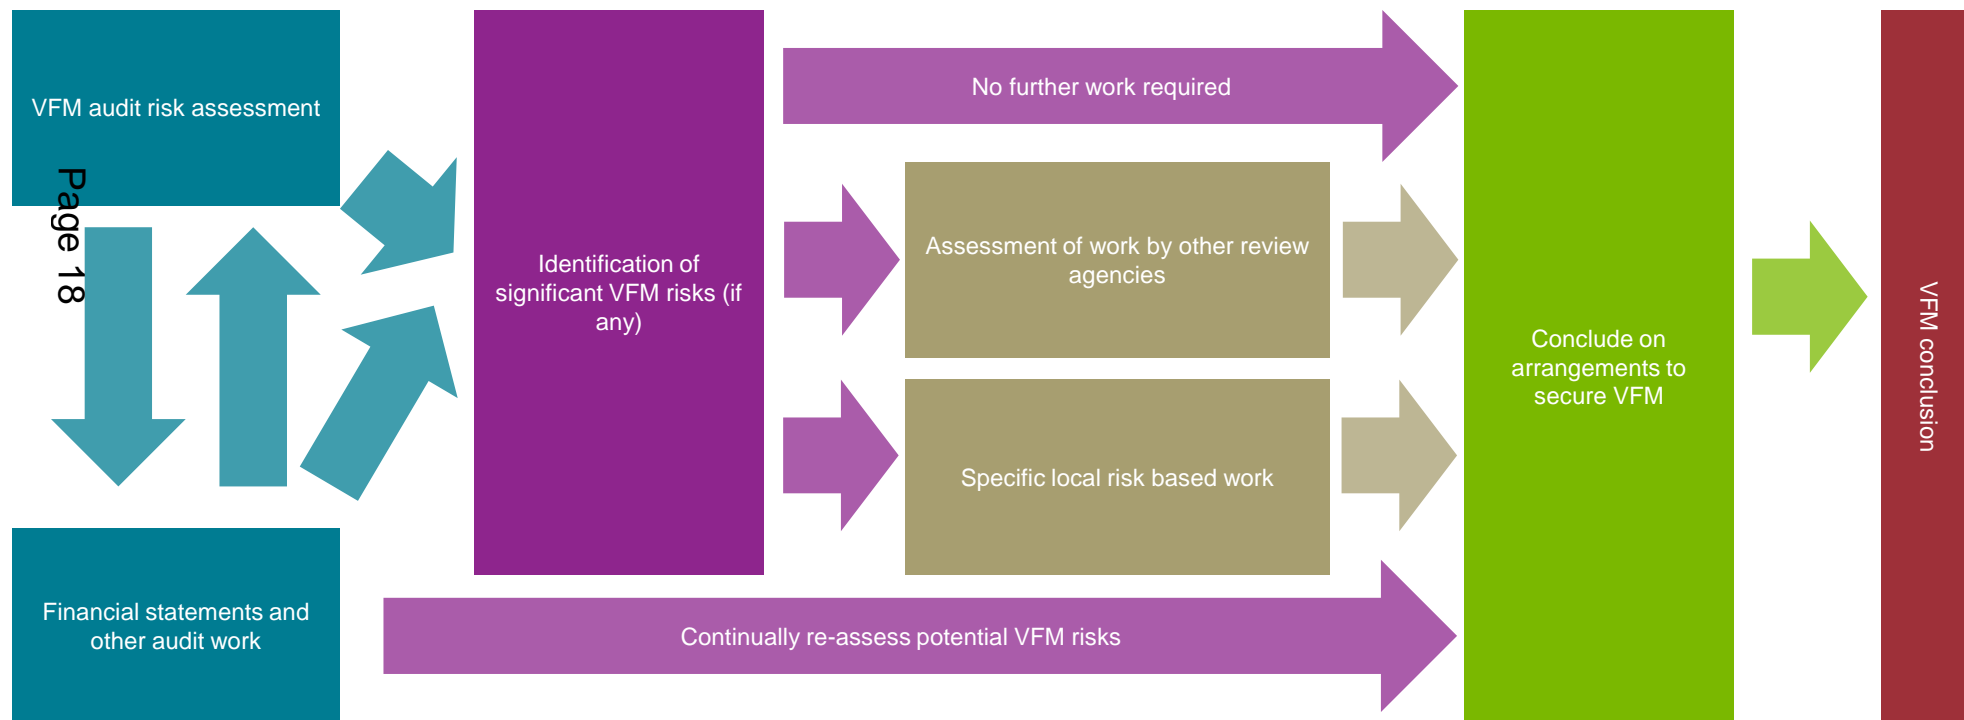 VFM audit risk assessment
Page 18
Financial statements and
other audit work
Identification of
significant VFM risks (if
any)
No further work required
Assessment of work by other review
agencies
Specific local risk based work
Continually re-assess potential VFM risks
Conclude on
arrangements to
secure VFM
VFM conclusion